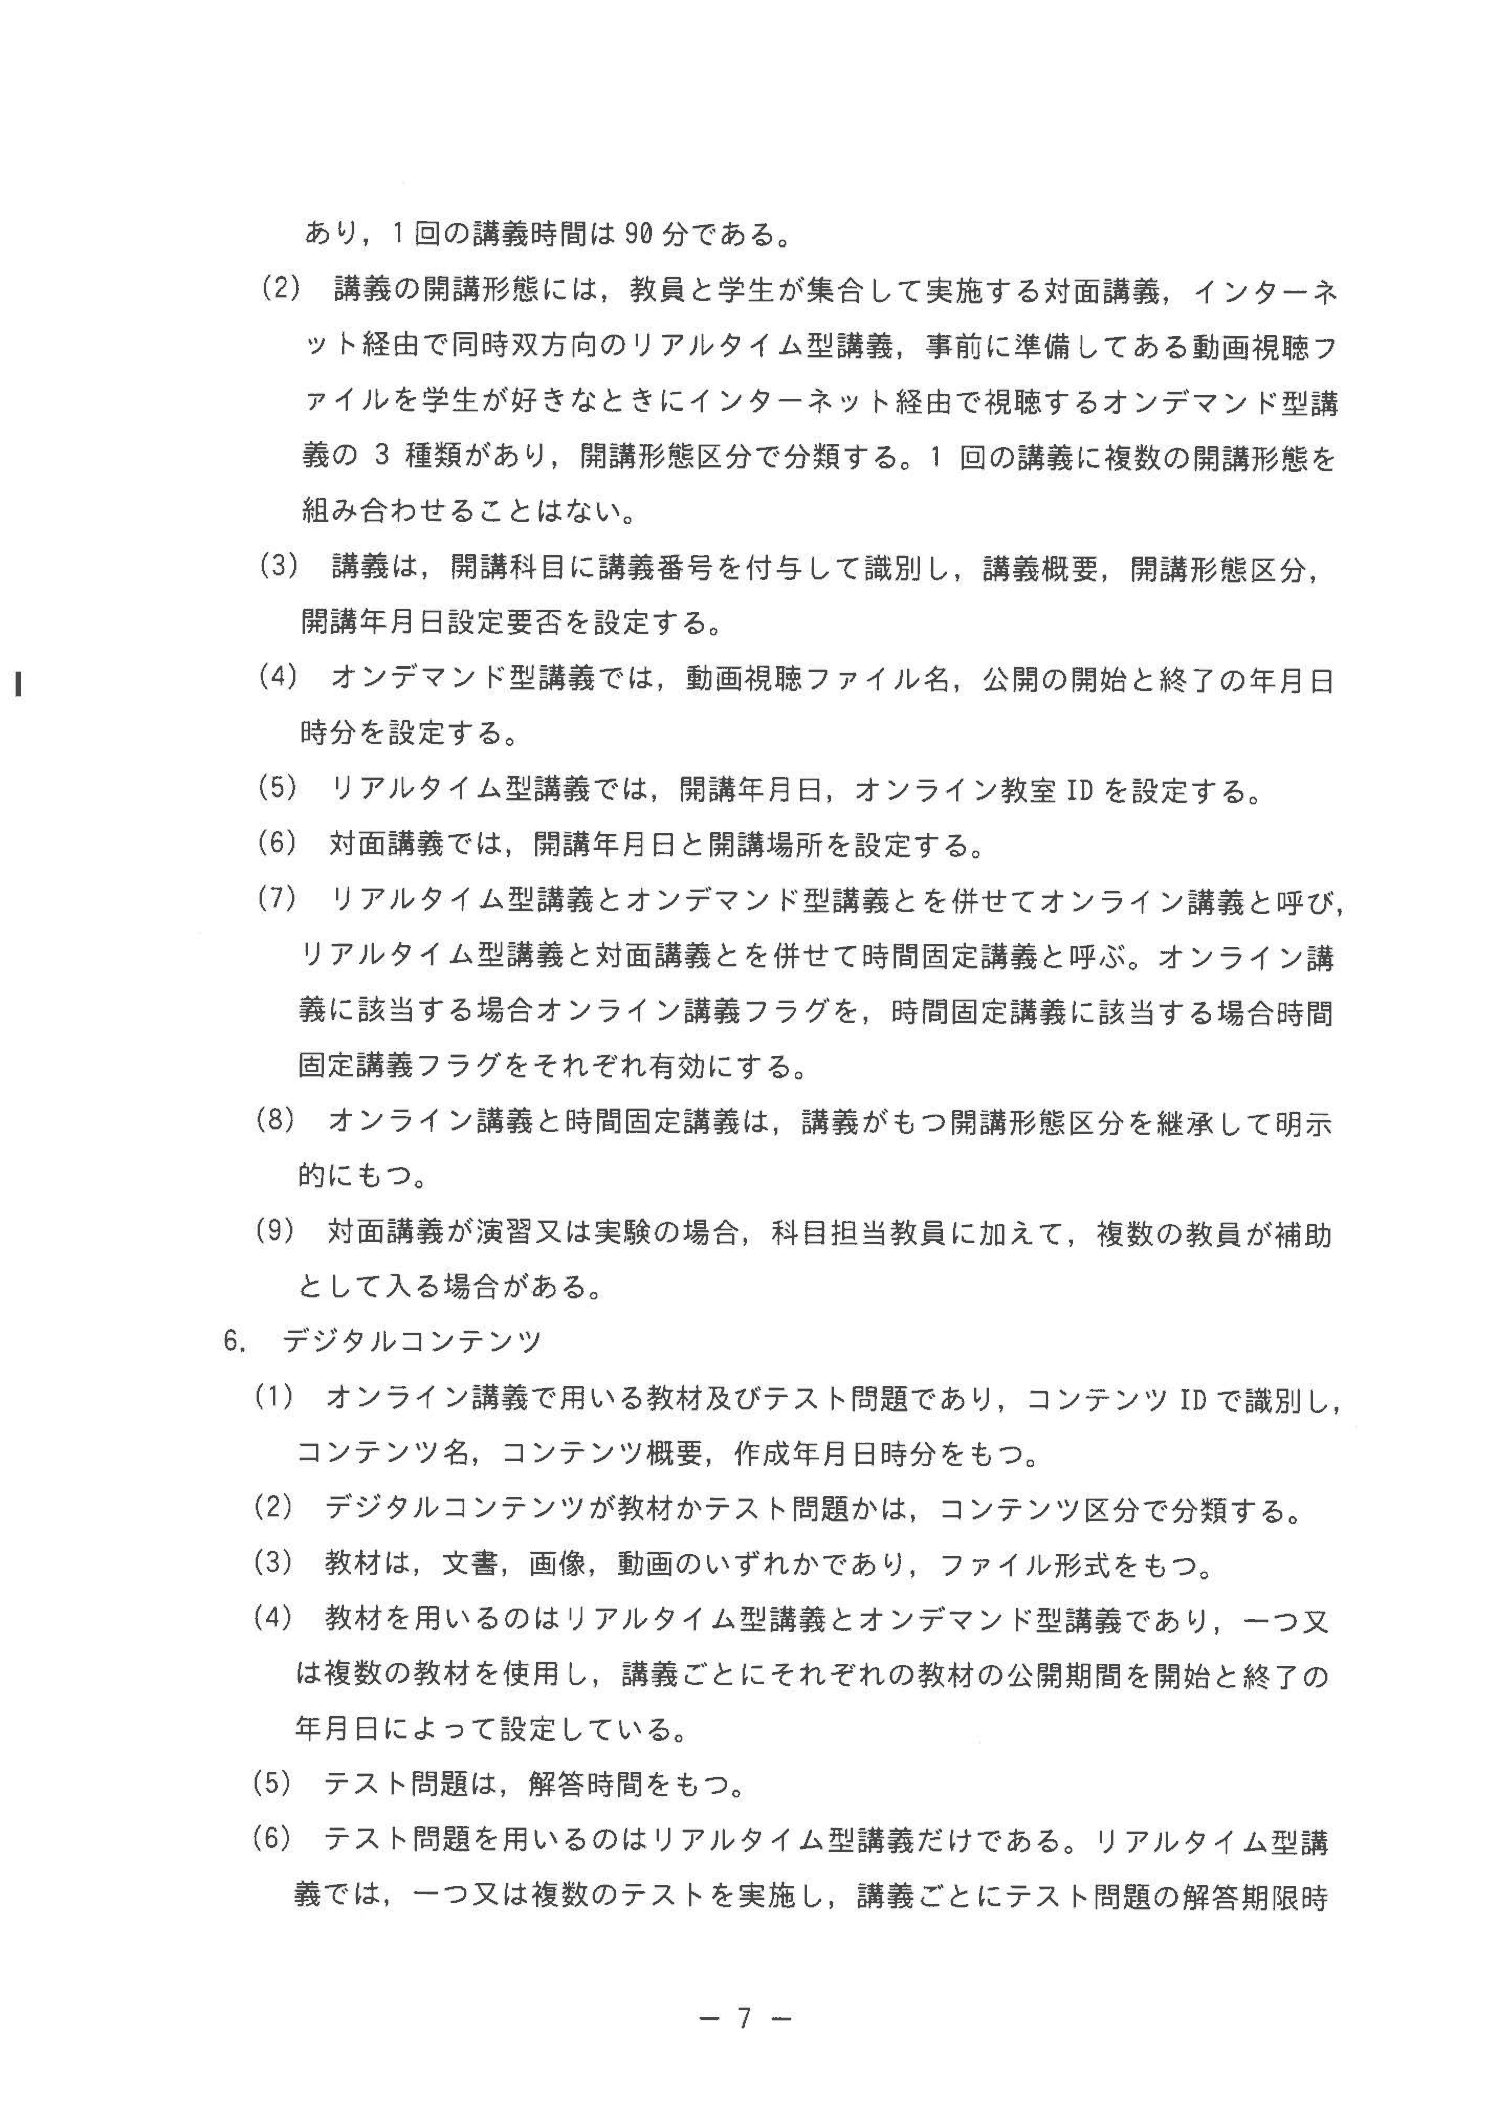 あり，1 回の講義時間は 90 分である。
(2)　講義の開講形態には，教員と学生が集合して実施する対面講義，インターネ
ット経由で同時双方向のリアルタイム型講義，事前に準備してある動画視聴フ
ァイルを学生が好きなときにインターネット経由で視聴するオンデマンド型講
義の 3 種類があり，開講形態区分で分類する。1 回の講義に複数の開講形態を
組み合わせることはない。
(3)　講義は，開講科目に講義番号を付与して識別し，講義概要，開講形態区分，
開講年月日設定要否を設定する。
(4)　オンデマンド型講義では，動画視聴ファイル名，公開の開始と終了の年月日
時分を設定する。
(5)　リアルタイム型講義では，開講年月日，オンライン教室 ID を設定する。
(6)　対面講義では，開講年月日と開講場所を設定する。
(7)　リアルタイム型講義とオンデマンド型講義とを併せてオンライン講義と呼び，
リアルタイム型講義と対面講義とを併せて時間固定講義と呼ぶ。オンライン講
義に該当する場合オンライン講義フラグを，時間固定講義に該当する場合時間
固定講義フラグをそれぞれ有効にする。
(8)　オンライン講義と時間固定講義は，講義がもつ開講形態区分を継承して明示
的にもつ。
(9)　対面講義が演習又は実験の場合，科目担当教員に加えて，複数の教員が補助
として入る場合がある。
6.　デジタルコンテンツ
(1)　オンライン講義で用いる教材及びテスト問題であり，コンテンツ ID で識別し，
コンテンツ名，コンテンツ概要，作成年月日時分をもつ。
(2)　デジタルコンテンツが教材かテスト問題かは，コンテンツ区分で分類する。
(3)　教材は，文書，画像，動画のいずれかであり，ファイル形式をもつ。
(4)　教材を用いるのはリアルタイム型講義とオンデマンド型講義であり，一つ又
は複数の教材を使用し，講義ごとにそれぞれの教材の公開期間を開始と終了の
年月日によって設定している。
(5)　テスト問題は，解答時間をもつ。
(6)　テスト問題を用いるのはリアルタイム型講義だけである。リアルタイム型講
義では，一つ又は複数のテストを実施し，講義ごとにテスト問題の解答期限時
－ 7 －